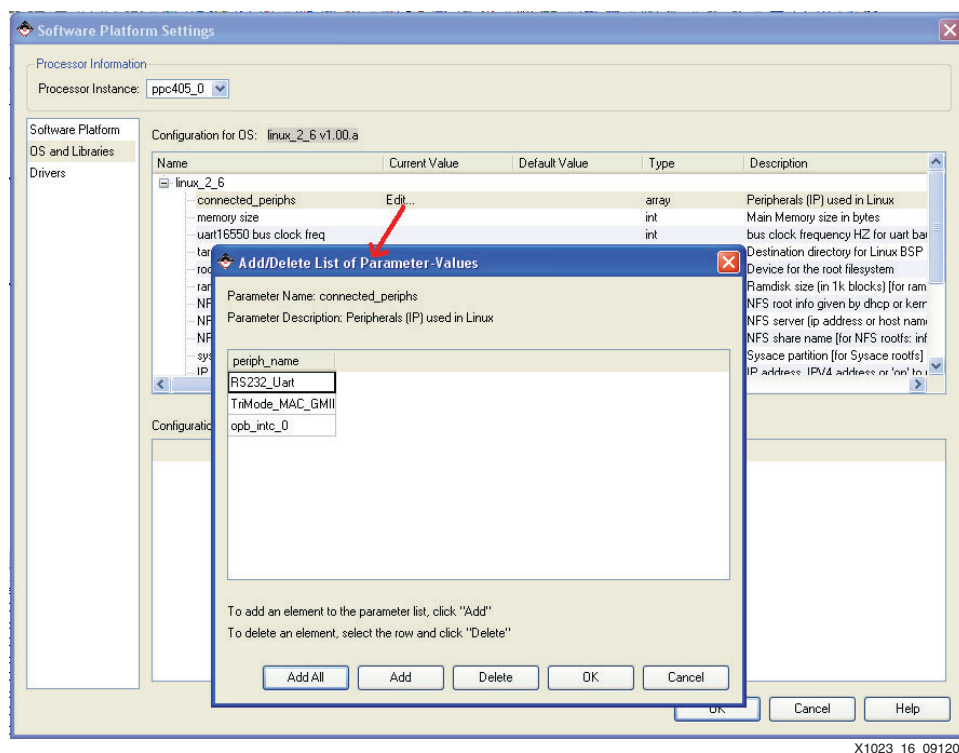 Software Platform Settings
Processor Information
Processor Instance: ppc405_0
Software Platform
OS and Libraries
Drivers
Configuration for OS: linux_2_6 v1.00.a
Name Current Value Default Value Type Description
linux_2_6
connected_periphs Edit... array Peripherals (IP) used in Linux
memory size int Main Memory size in bytes
uart16550 bus clock freq int bus clock frequency HZ for uart
Destination directory for Linux BSP
Device for the root filesystem
Ramdisk size (in 1k blocks) [for ram
NFS root info given by dhcp or kern
NFS server (ip address or host
NFS share name [for NFS rootfs: inf
Sysace partition [for Sysace rootfs]
IP address, IPV4 address or 'on' to
Add/Delete List of Parameter-Values
Parameter Name: connected_periphs
Parameter Description: Peripherals (IP) used in Linux
periph_name
RS232_Uart
TriMode_MAC_GMII
opb_intc_0
To add an element to the parameter list, click "Add"
To delete an element, select the row and click "Delete"
Add All Add Delete OK Cancel
OK Cancel Help
X1023_16_09120